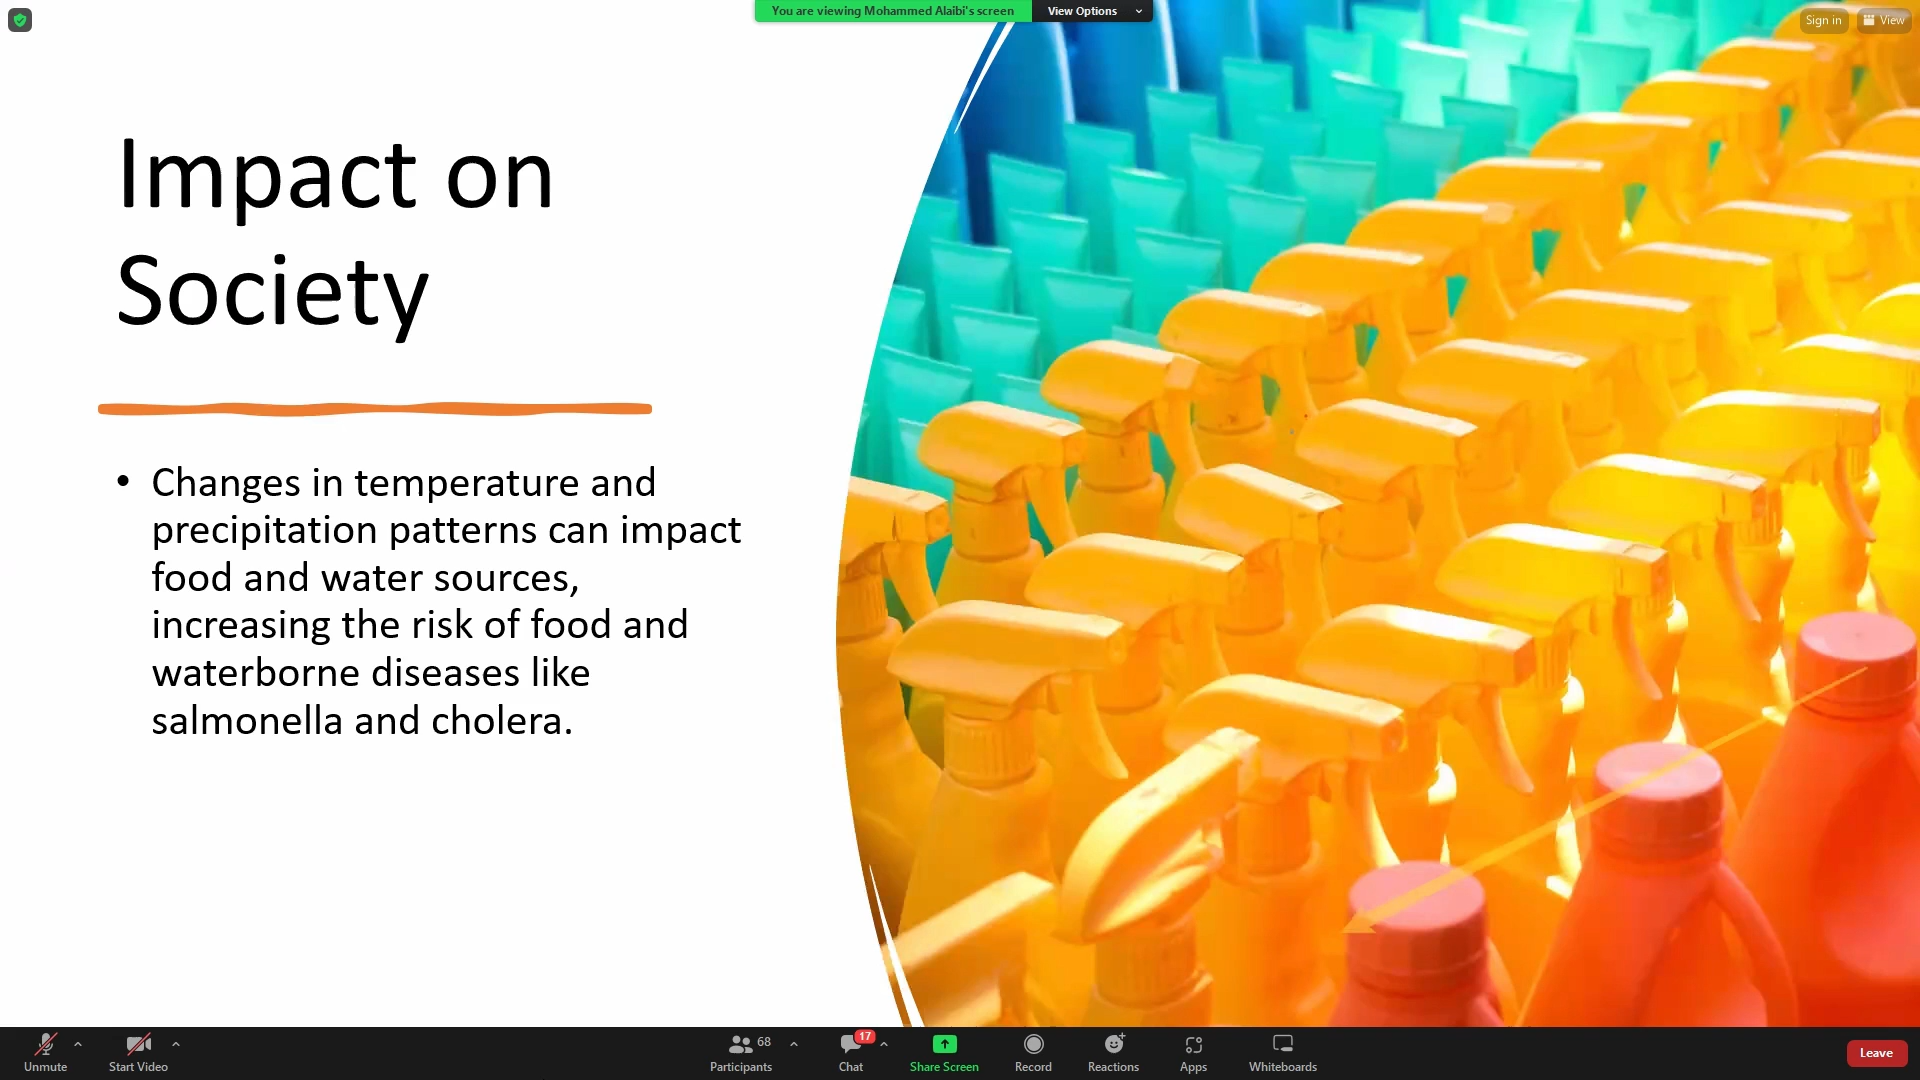 You are viewing Mohammed Alaibi's screen
View Options
Sign in
View
Impact on
Society
• Changes in temperature and
precipitation patterns can impact
food and water sources,
increasing the risk of food and
waterborne diseases like
salmonella and cholera.
Unmute
Start Video
68
Participants
17
Chat
Share Screen
Record
Reactions
Apps
Whiteboards
Leave